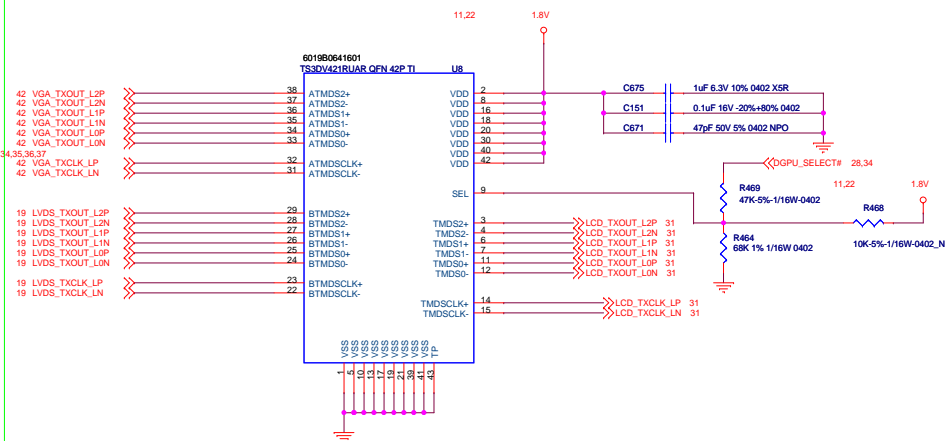 11,22
1.8V
6019B0641601
TS3DV421RUAR QFN 42P TI
U8
42 VGA_TXOUT_L2P
42 VGA_TXOUT_L2N
42 VGA_TXOUT_L1P
42 VGA_TXOUT_L1N
42 VGA_TXOUT_L0P
42 VGA_TXOUT_L0N
34,35,36,37
42 VGA_TXCLK_LP
42 VGA_TXCLK_LN
19 LVDS_TXOUT_L2P
19 LVDS_TXOUT_L2N
19 LVDS_TXOUT_L1P
19 LVDS_TXOUT_L1N
19 LVDS_TXOUT_L0P
19 LVDS_TXOUT_L0N
19 LVDS_TXCLK_LP
19 LVDS_TXCLK_LN
38 ATMDS2+
37 ATMDS2-
36 ATMDS1+
35 ATMDS1-
34 ATMDS0+
33 ATMDS0-
32 ATMDSCLK+
31 ATMDSCLK-
29 BTMDS2+
28 BTMDS2-
27 BTMDS1+
26 BTMDS1-
25 BTMDS0+
24 BTMDS0-
23 BTMDSCLK+
22 BTMDSCLK-
VDD 2
VDD 8
VDD 16
VDD 18
VDD 20
VDD 30
VDD 40
VDD 42
SEL 9
TMDS2+ 3
TMDS2- 4
TMDS1+ 6
TMDS1- 7
TMDS0+ 11
TMDS0- 12
TMDSCLK+ 14
TMDSCLK- 15
LCD_TXOUT_L2P 31
LCD_TXOUT_L2N 31
LCD_TXOUT_L1P 31
LCD_TXOUT_L1N 31
LCD_TXOUT_L0P 31
LCD_TXOUT_L0N 31
LCD_TXCLK_LP 31
LCD_TXCLK_LN 31
C675 1uF 6.3V 10% 0402 X5R
C151 0.1uF 16V -20%+80% 0402
C671 47pF 50V 5% 0402 NPO
DGPU_SELECT# 28,34
R469
47K-5%-1/16W-0402
R464
68K 1% 1/16W 0402
11,22
1.8V
R468
10K-5%-1/16W-0402_N
VSS 1
VSS 5
VSS 10
VSS 13
VSS 17
VSS 19
VSS 21
VSS 39
VSS 41
TP 43